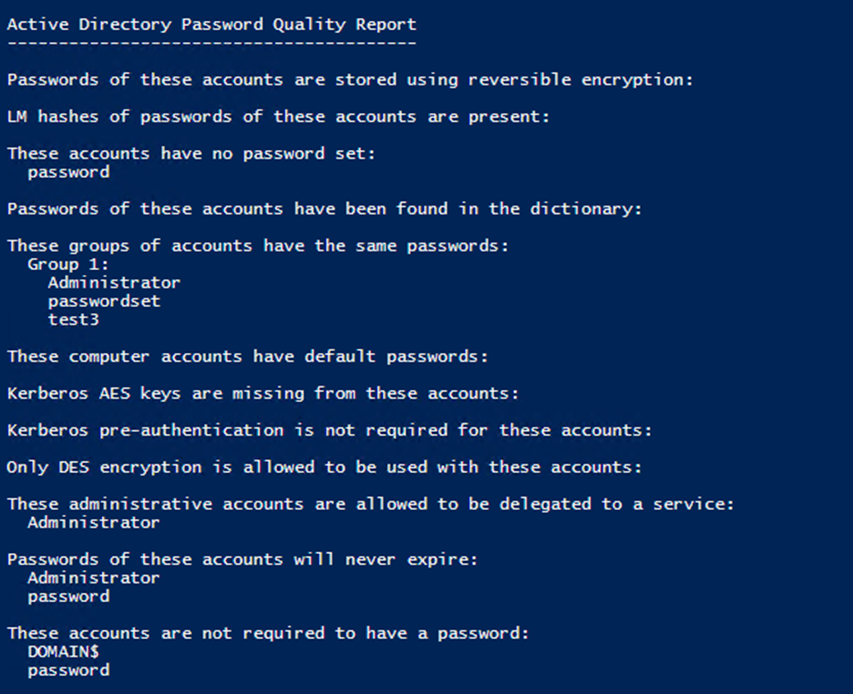 Active Directory Password Quality Report
----------------------------------------
Passwords of these accounts are stored using reversible encryption:
LM hashes of passwords of these accounts are present:
These accounts have no password set:
password
Passwords of these accounts have been found in the dictionary:
These groups of accounts have the same passwords:
Group 1:
Administrator
passwordset
test3
These computer accounts have default passwords:
Kerberos AES keys are missing from these accounts:
Kerberos pre-authentication is not required for these accounts:
Only DES encryption is allowed to be used with these accounts:
These administrative accounts are allowed to be delegated to a service:
Administrator
Passwords of these accounts will never expire:
Administrator
password
These accounts are not required to have a password:
DOMAIN$
password